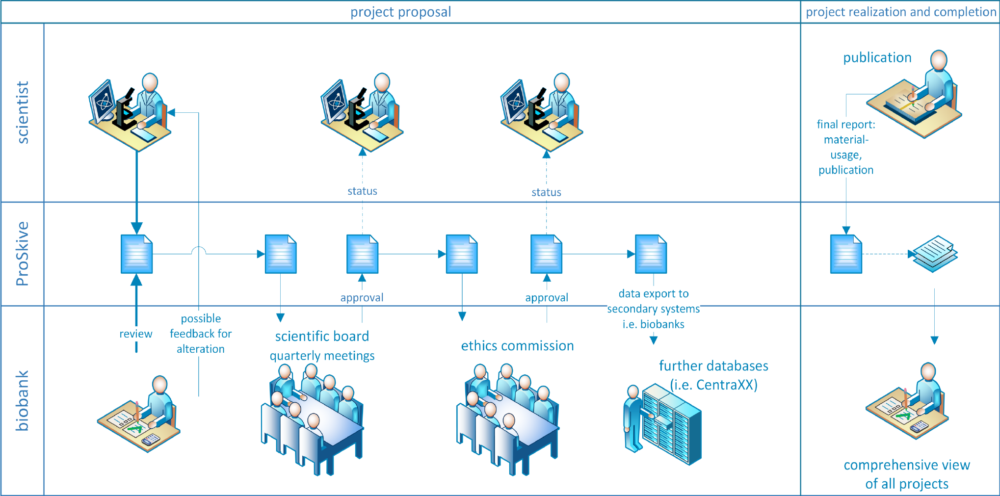 project proposal
project realization and completion
scientist
publication
final report:
material-
usage,
publication
status
status
ProSkive
approval
approval
data export to
secondary systems
i.e. biobanks
biobank
review
possible
feedback for
alteration
scientific board
quarterly meetings
ethics commission
further databases
(i.e. CentraXX)
comprehensive view
of all projects